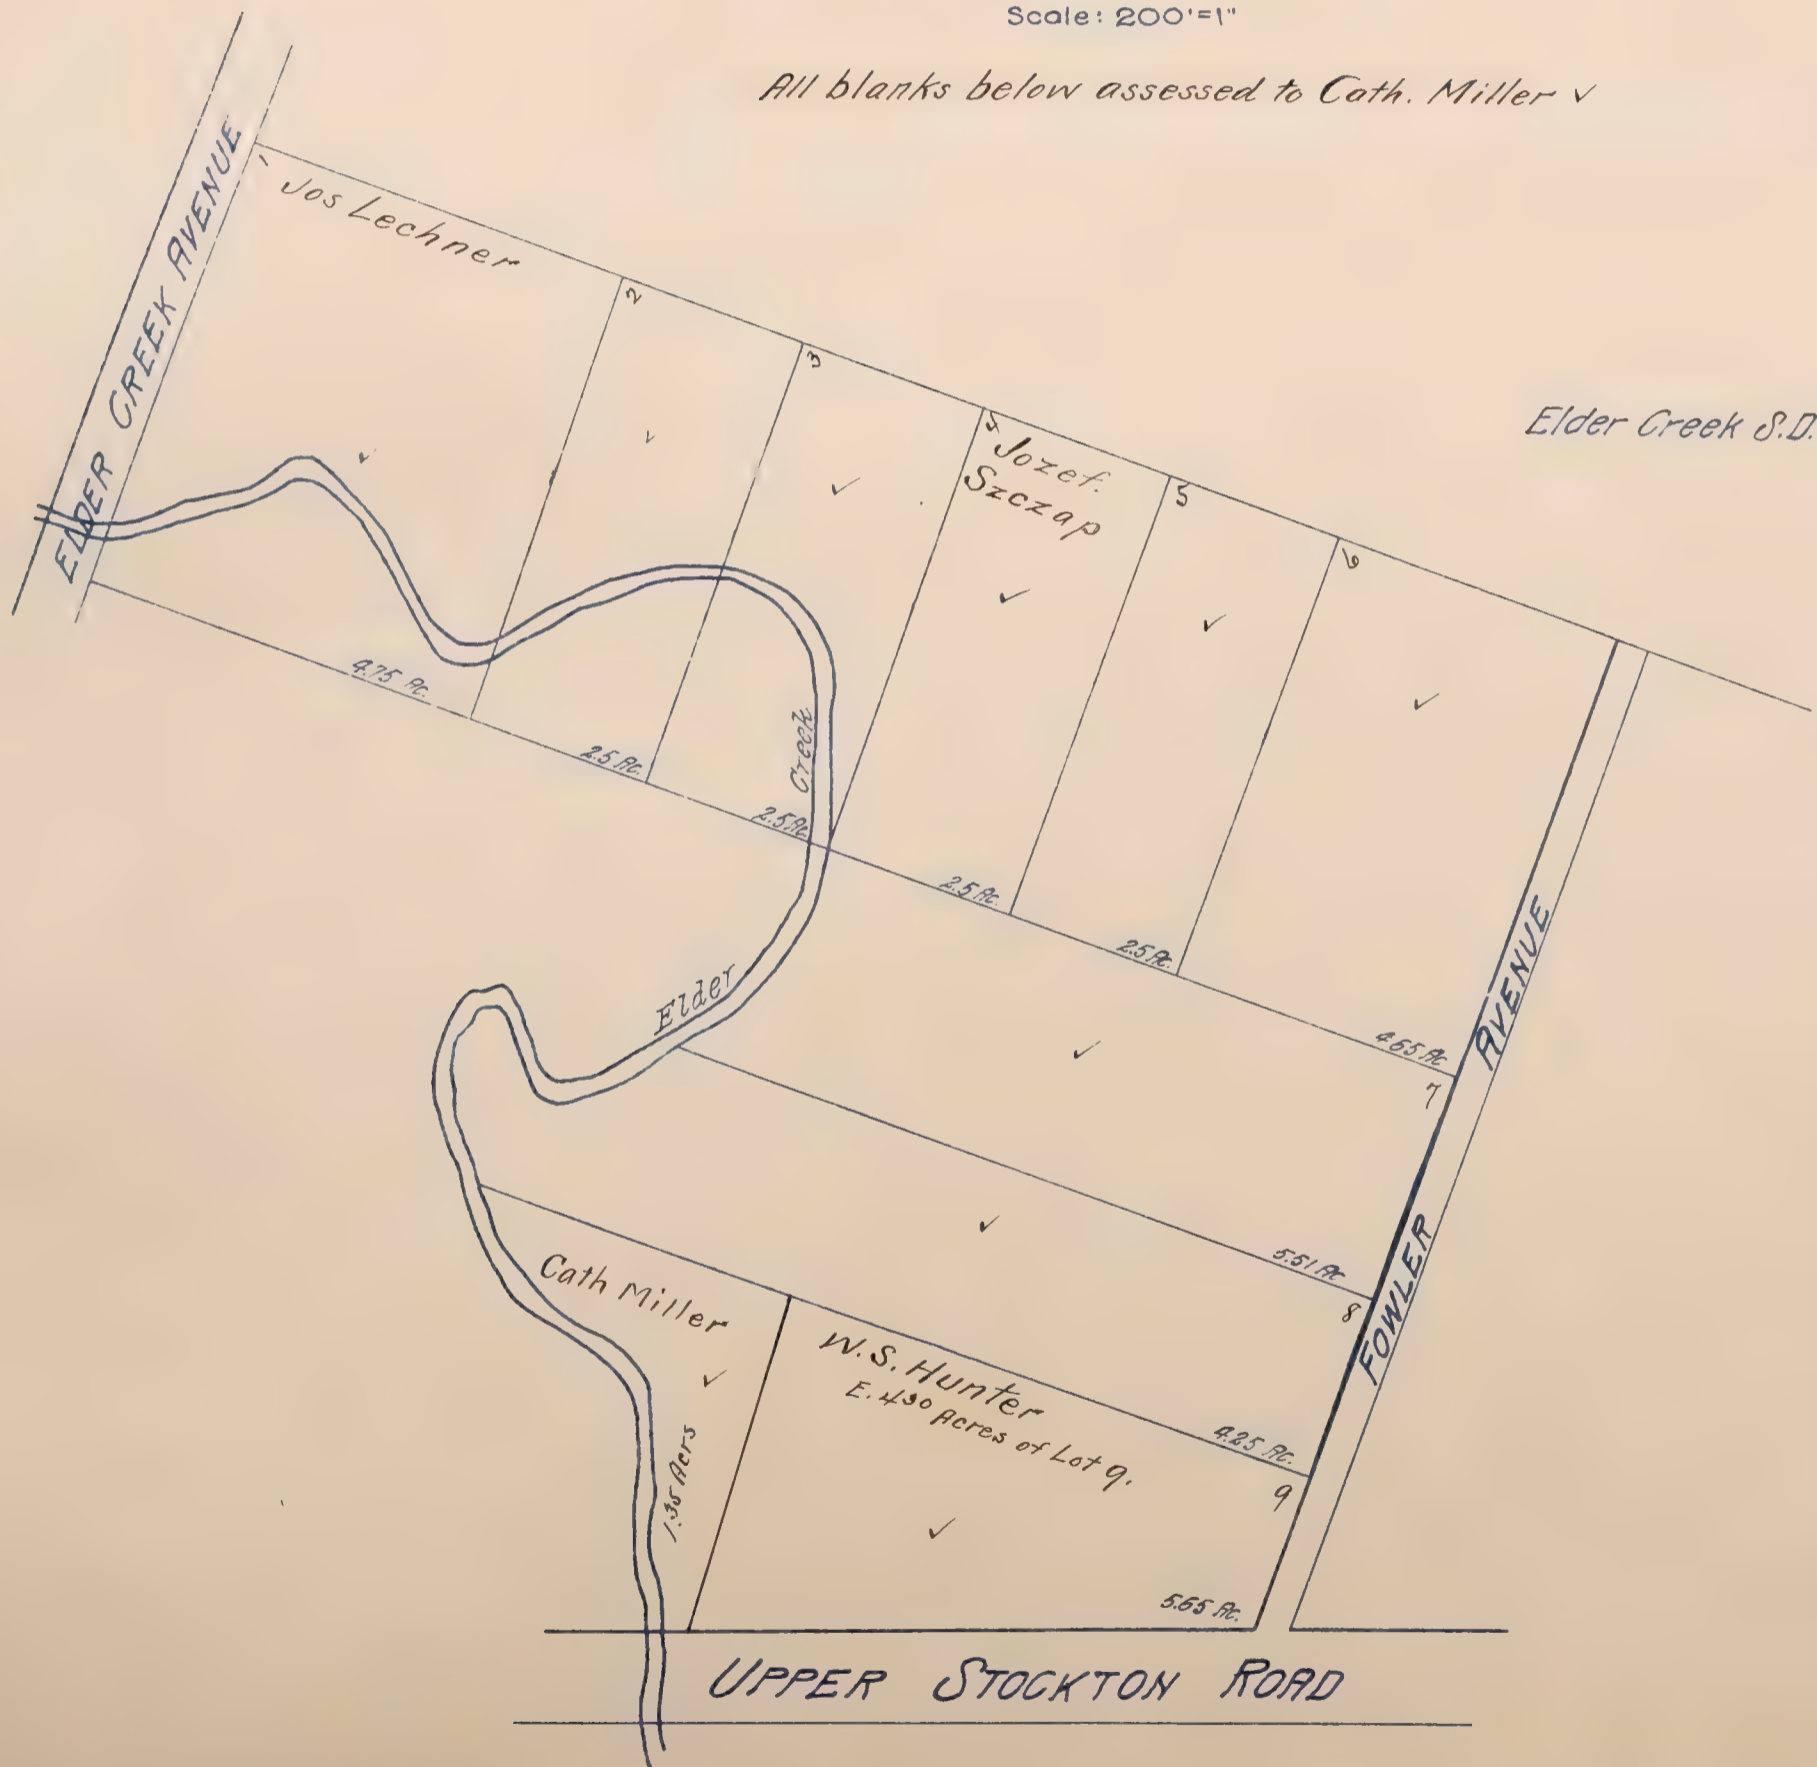 Scale: 200'=1"
All blanks below assessed to Cath. Miller ✓
ELDER CREEK AVENUE
1
Jos Lechner
2
3
4
Jozef.
Szczap
5
6
Elder Creek S.D.
4.75 Ac.
2.5 Ac.
2.5 Ac.
2.5 Ac.
2.5 Ac.
4.65 Ac
Creek
Elder
7
5.51 Ac
8
FOWLER AVENUE
Cath Miller
1.35 Acrs
W.S. Hunter
E. 4.30 Acres of Lot 9.
4.25 Ac.
9
5.65 Ac.
UPPER STOCKTON ROAD